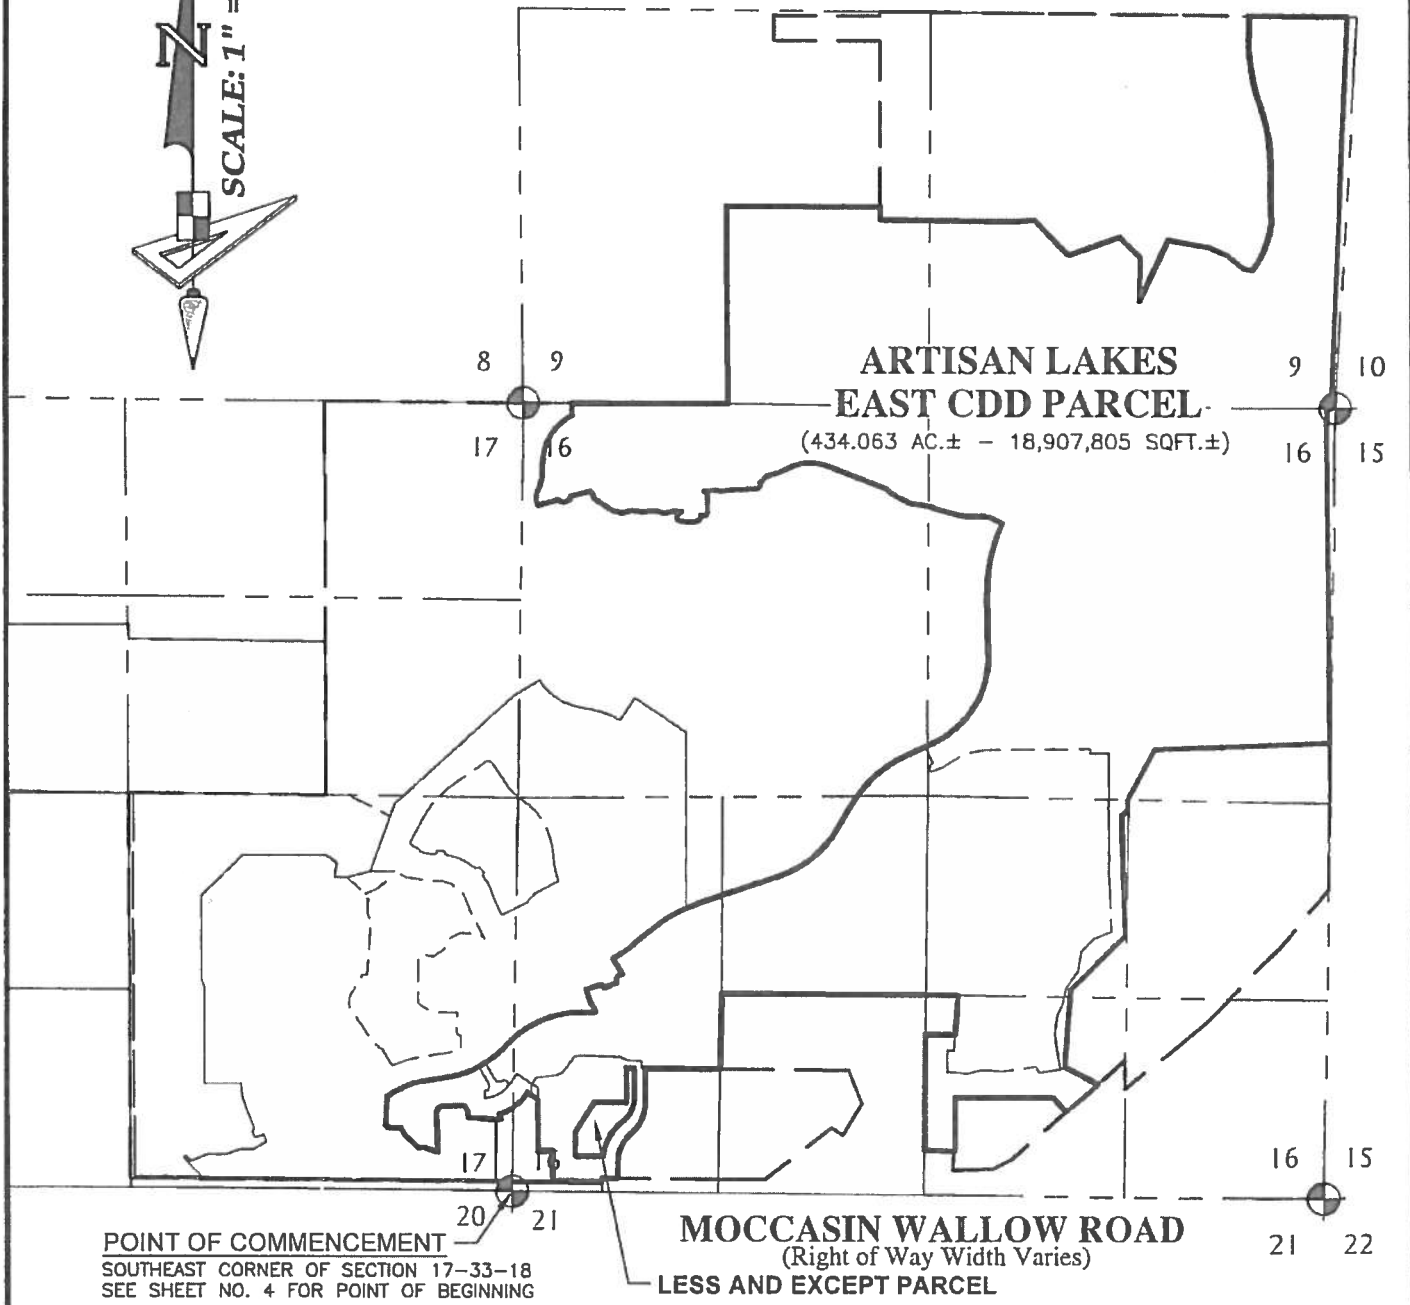 N
SCALE: 1" =
8 9
17 16
ARTISAN LAKES
EAST CDD PARCEL
(434.063 AC.± – 18,907,805 SQFT.±)
9 10
16 15
17 16
20 21
16 15
21 22
POINT OF COMMENCEMENT
SOUTHEAST CORNER OF SECTION 17–33–18
SEE SHEET NO. 4 FOR POINT OF BEGINNING
MOCCASIN WALLOW ROAD
(Right of Way Width Varies)
LESS AND EXCEPT PARCEL